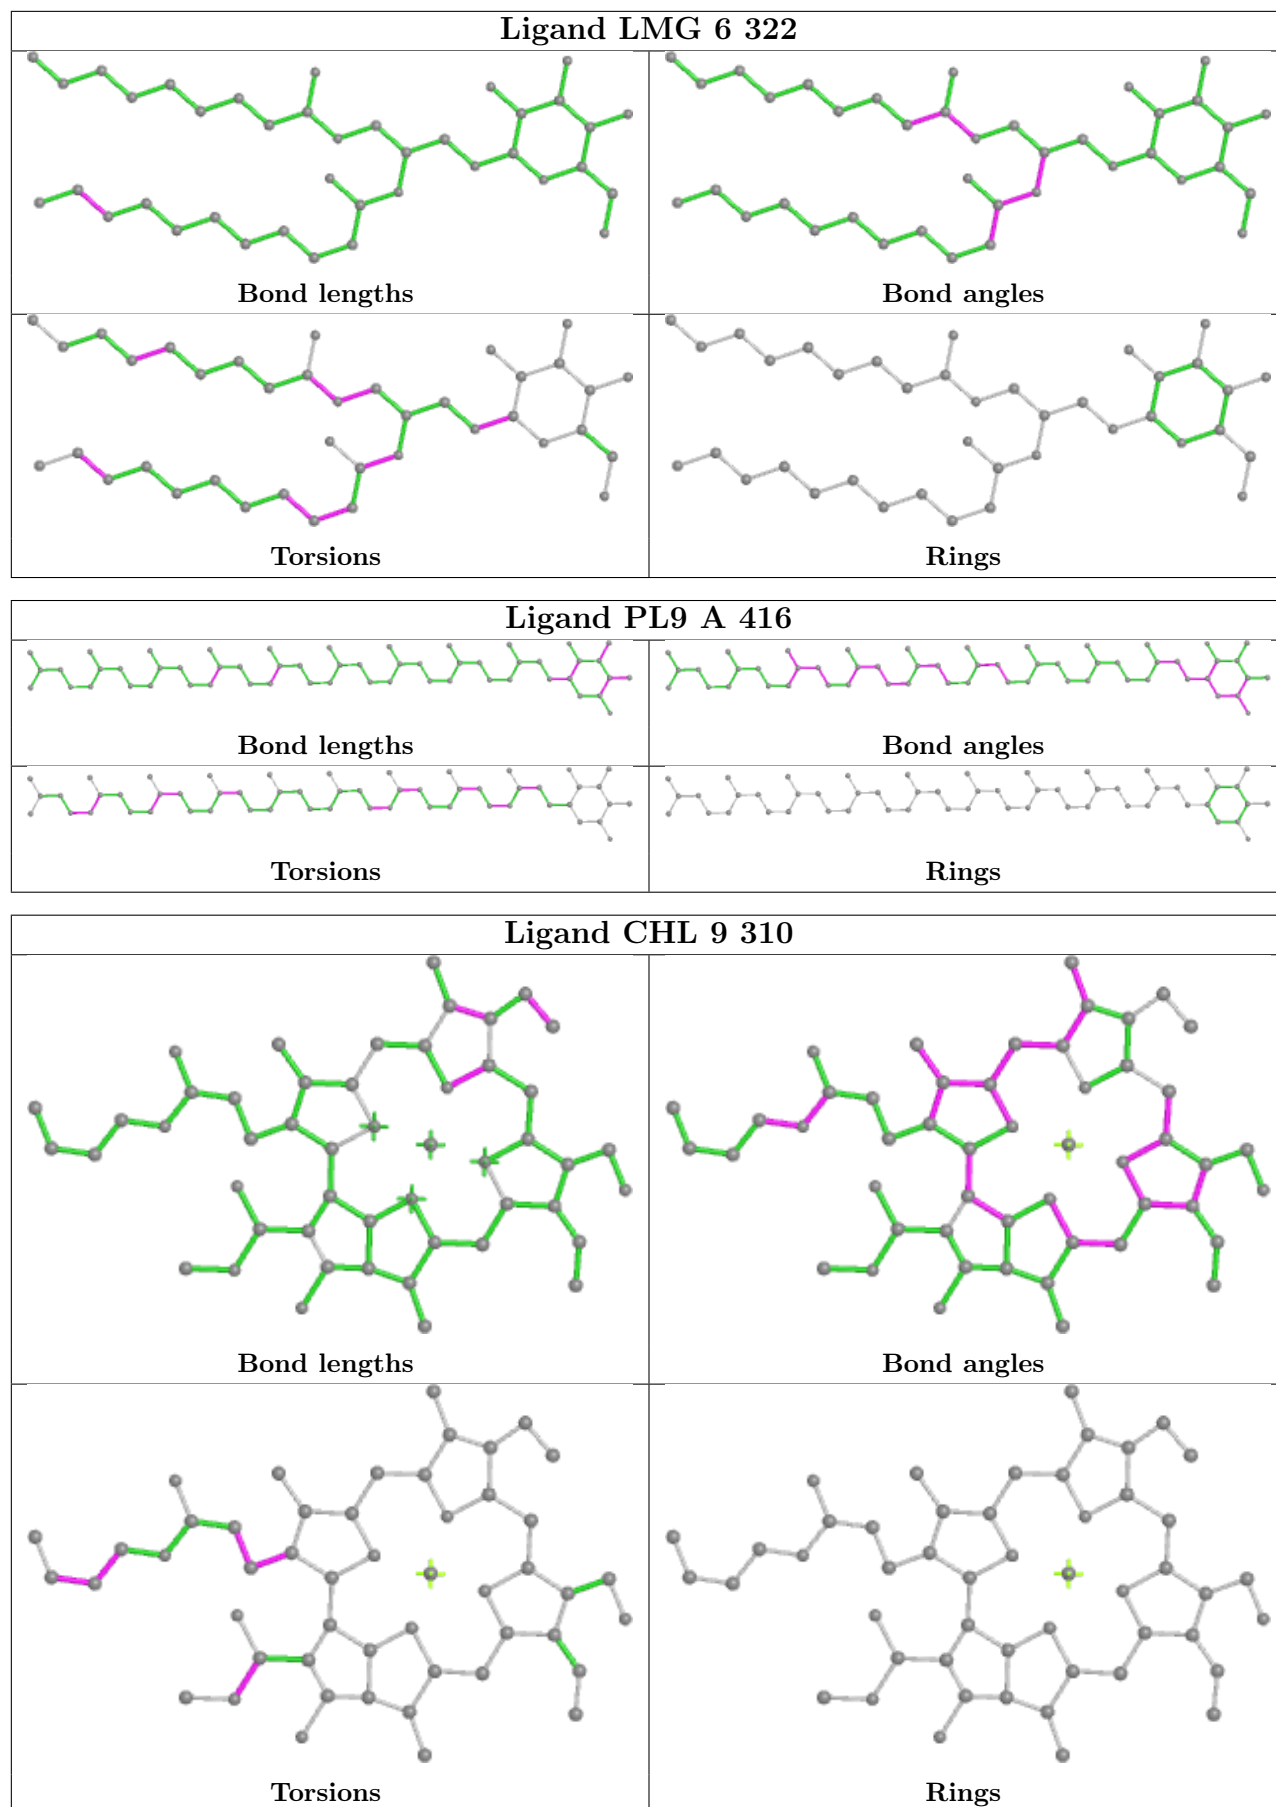 Ligand LMG 6 322
Bond lengths
Bond angles
Torsions
Rings
Ligand PL9 A 416
Bond lengths
Bond angles
Torsions
Rings
Ligand CHL 9 310
Bond lengths
Bond angles
Torsions
Rings